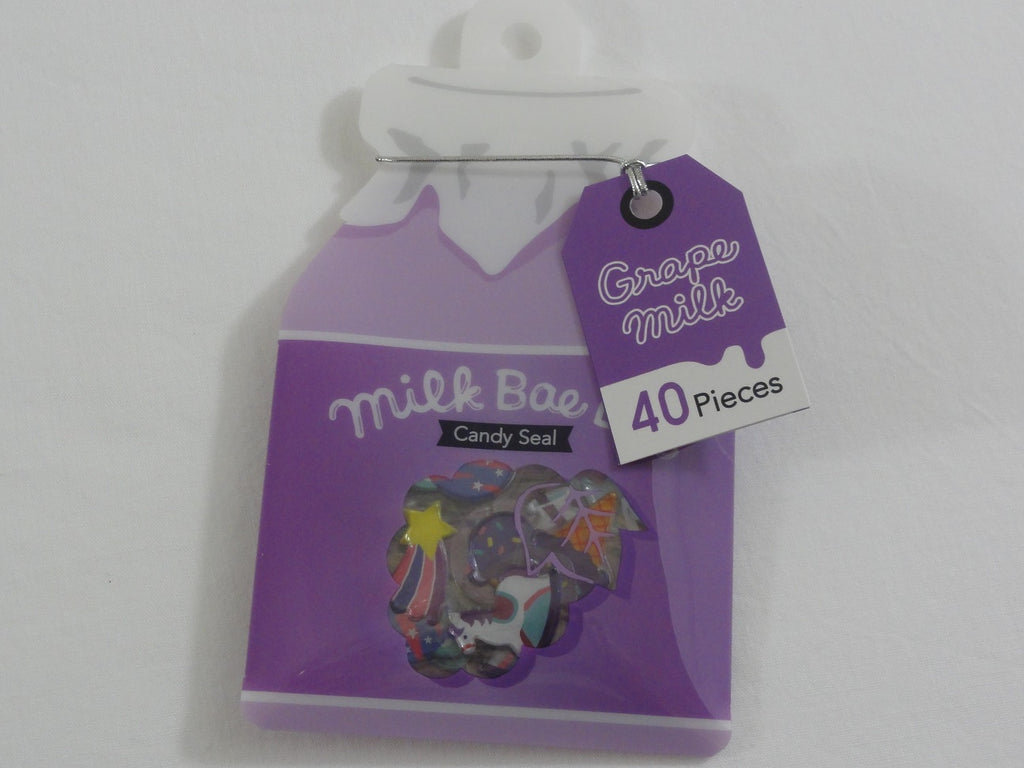 Grape
milk
40 Pieces
milk Bae
Candy Seal